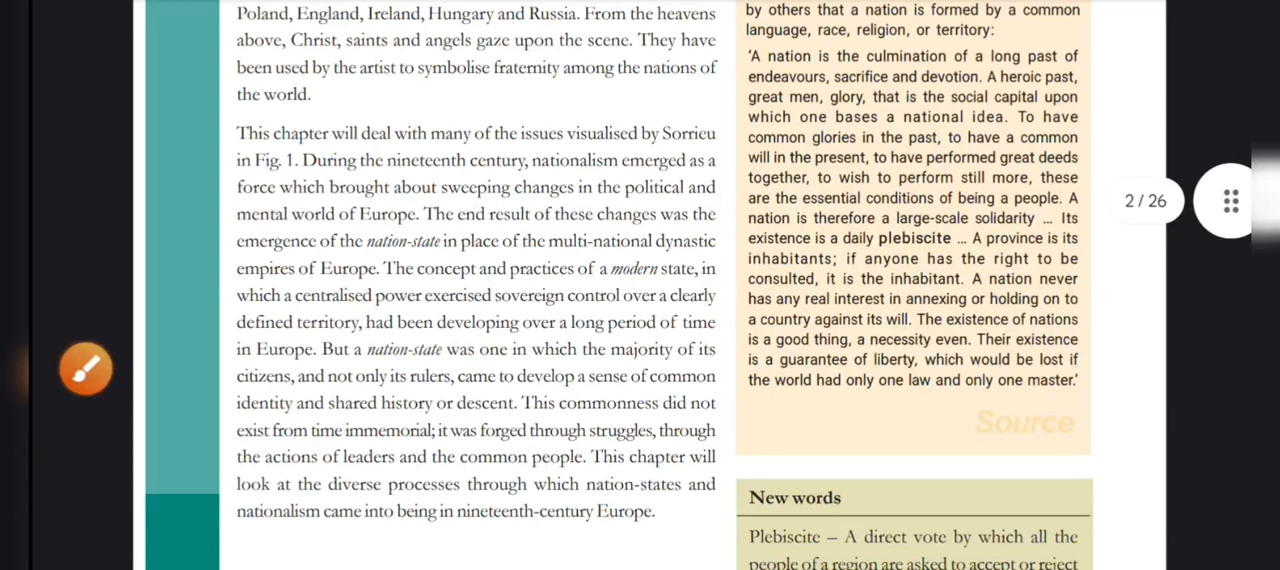 Poland, England, Ireland, Hungary and Russia. From the heavens
above, Christ, saints and angels gaze upon the scene. They have
been used by the artist to symbolise fraternity among the nations of
the world.
This chapter will deal with many of the issues visualised by Sorrieu
in Fig. 1. During the nineteenth century, nationalism emerged as a
force which brought about sweeping changes in the political and
mental world of Europe. The end result of these changes was the
emergence of the nation-state in place of the multi-national dynastic
empires of Europe. The concept and practices of a modern state, in
which a centralised power exercised sovereign control over a clearly
defined territory, had been developing over a long period of time
in Europe. But a nation-state was one in which the majority of its
citizens, and not only its rulers, came to develop a sense of common
identity and shared history or descent. This commonness did not
exist from time immemorial; it was forged through struggles, through
the actions of leaders and the common people. This chapter will
look at the diverse processes through which nation-states and
nationalism came into being in nineteenth-century Europe.
by others that a nation is formed by a common
language, race, religion, or territory:
‘A nation is the culmination of a long past of
endeavours, sacrifice and devotion. A heroic past,
great men, glory, that is the social capital upon
which one bases a national idea. To have
common glories in the past, to have a common
will in the present, to have performed great deeds
together, to wish to perform still more, these
are the essential conditions of being a people. A
nation is therefore a large-scale solidarity ... Its
existence is a daily plebiscite ... A province is its
inhabitants; if anyone has the right to be
consulted, it is the inhabitant. A nation never
has any real interest in annexing or holding on to
a country against its will. The existence of nations
is a good thing, a necessity even. Their existence
is a guarantee of liberty, which would be lost if
the world had only one law and only one master.’
Source
New words
Plebiscite – A direct vote by which all the
people of a region are asked to accept or reject
2 / 26